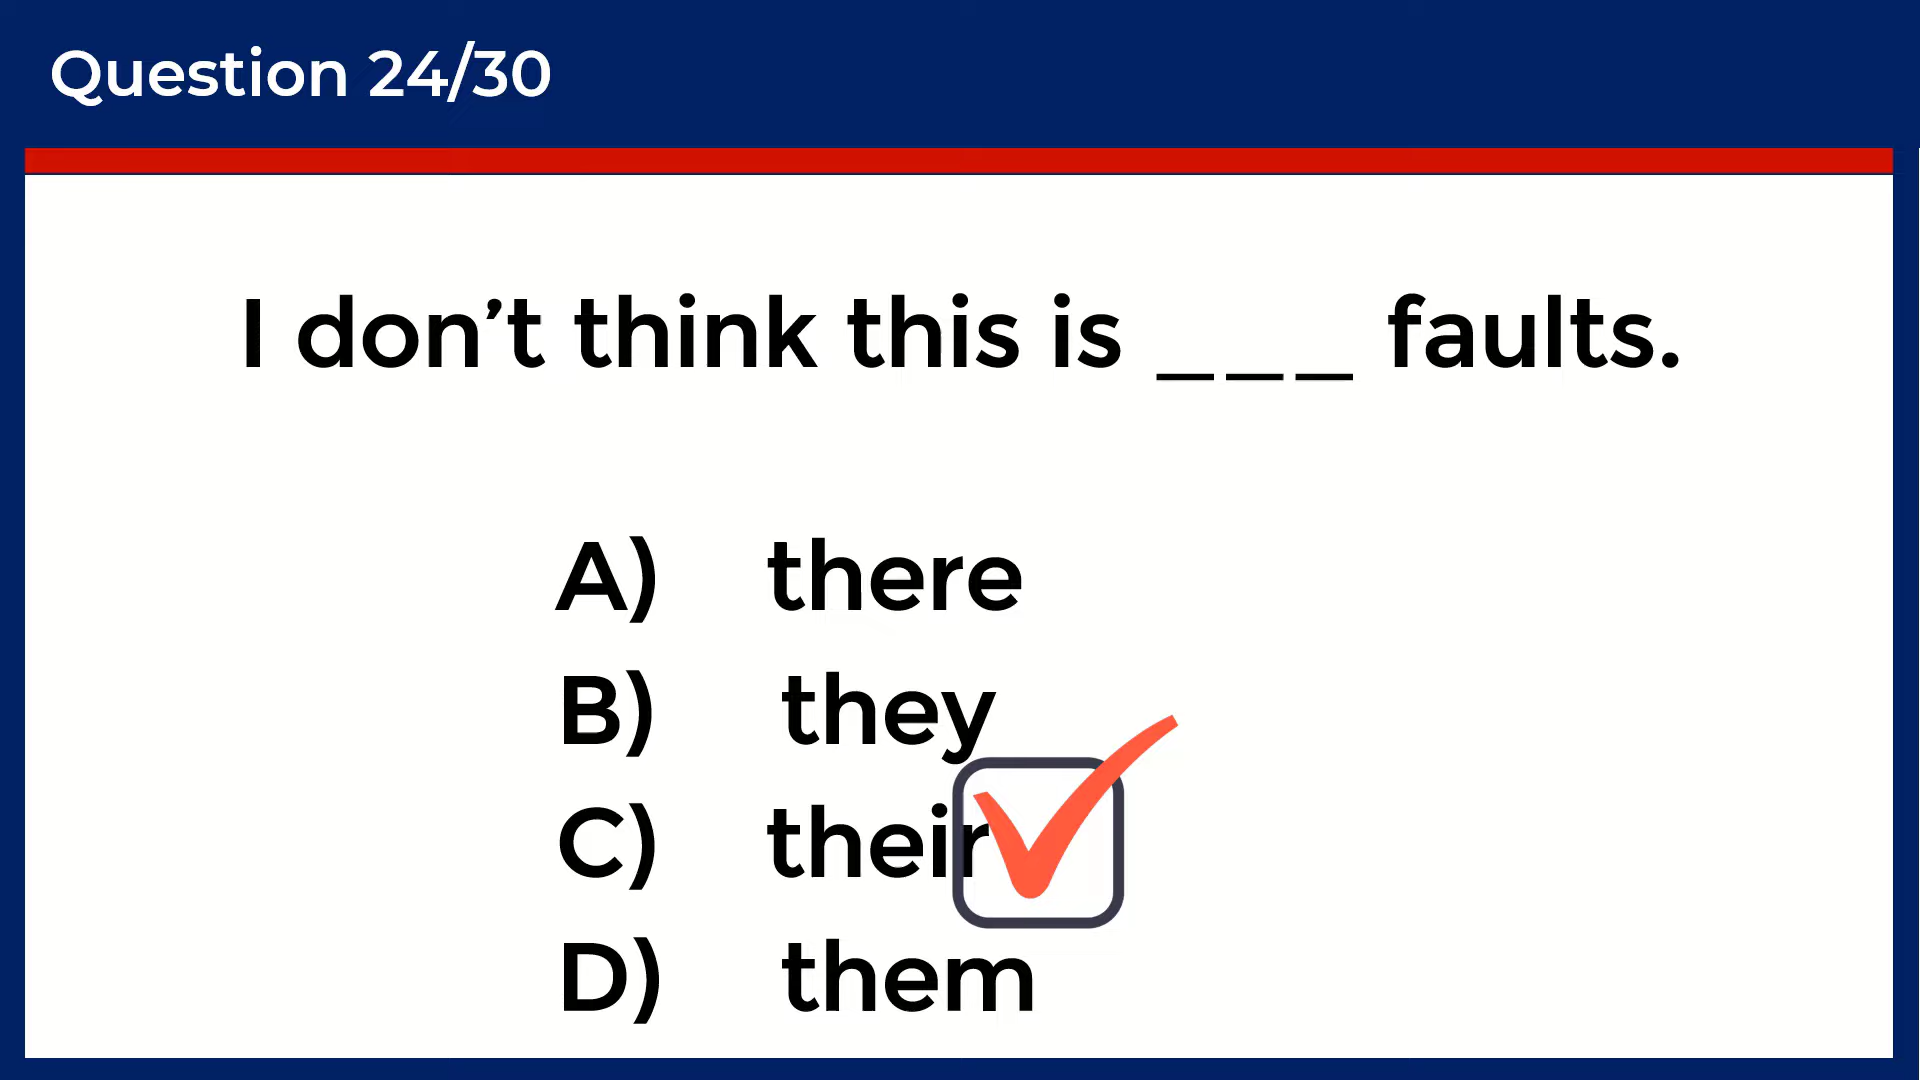 Question 24/30
I don’t think this is ___ faults.
A) there
B) they
C) their
D) them